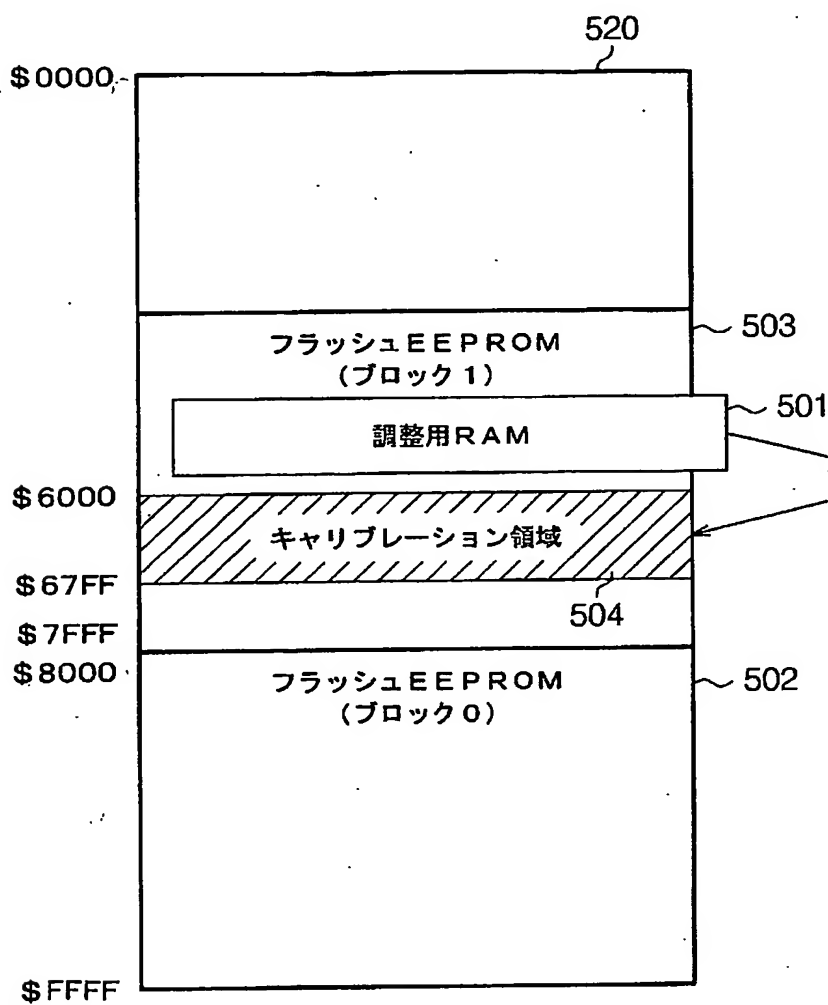 520
$0000
503
フラッシュEEPROM
(ブロック1)
501
調整用RAM
$6000
キャリブレーション領域
$67FF
504
$7FFF
$8000
フラッシュEEPROM
(ブロック0)
502
$FFFF